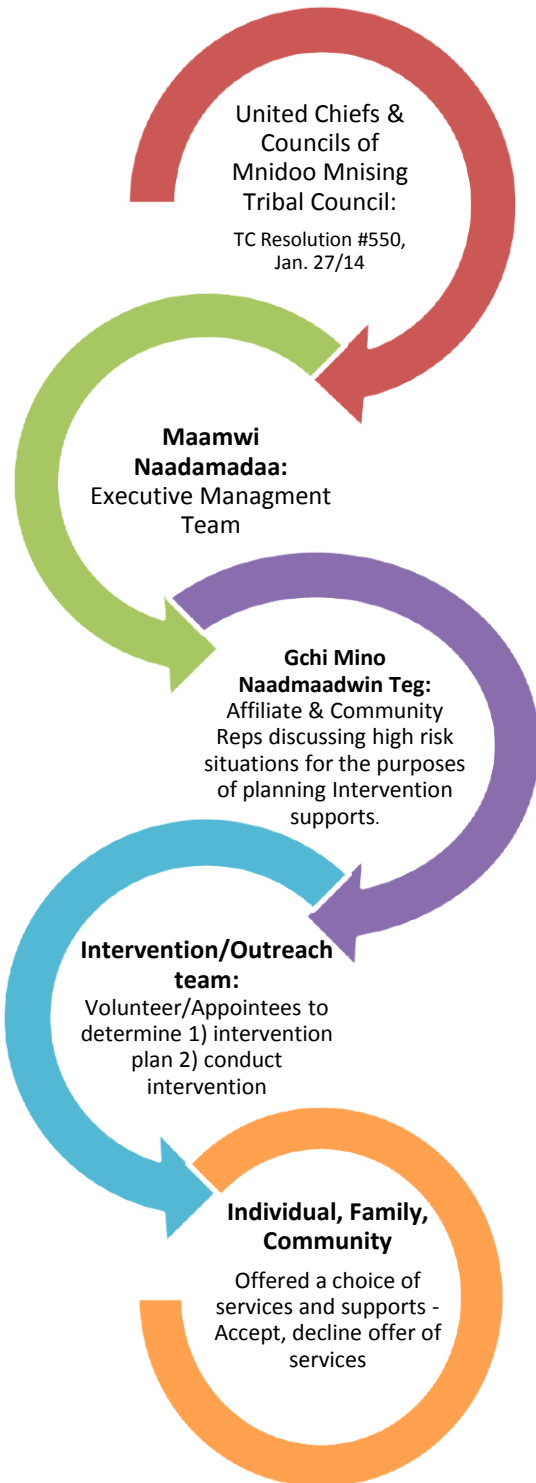 United Chiefs &
Councils of
Mnidoo Mnising
Tribal Council:
TC Resolution #550,
Jan. 27/14
Maamwi
Naadamadaa:
Executive Managment
Team
Gchi Mino
Naadmaadwin Teg:
Affiliate & Community
Reps discussing high risk
situations for the purposes
of planning Intervention
supports.
Intervention/Outreach
team:
Volunteer/Appointees to
determine 1) intervention
plan 2) conduct
intervention
Individual, Family,
Community
Offered a choice of
services and supports -
Accept, decline offer of
services